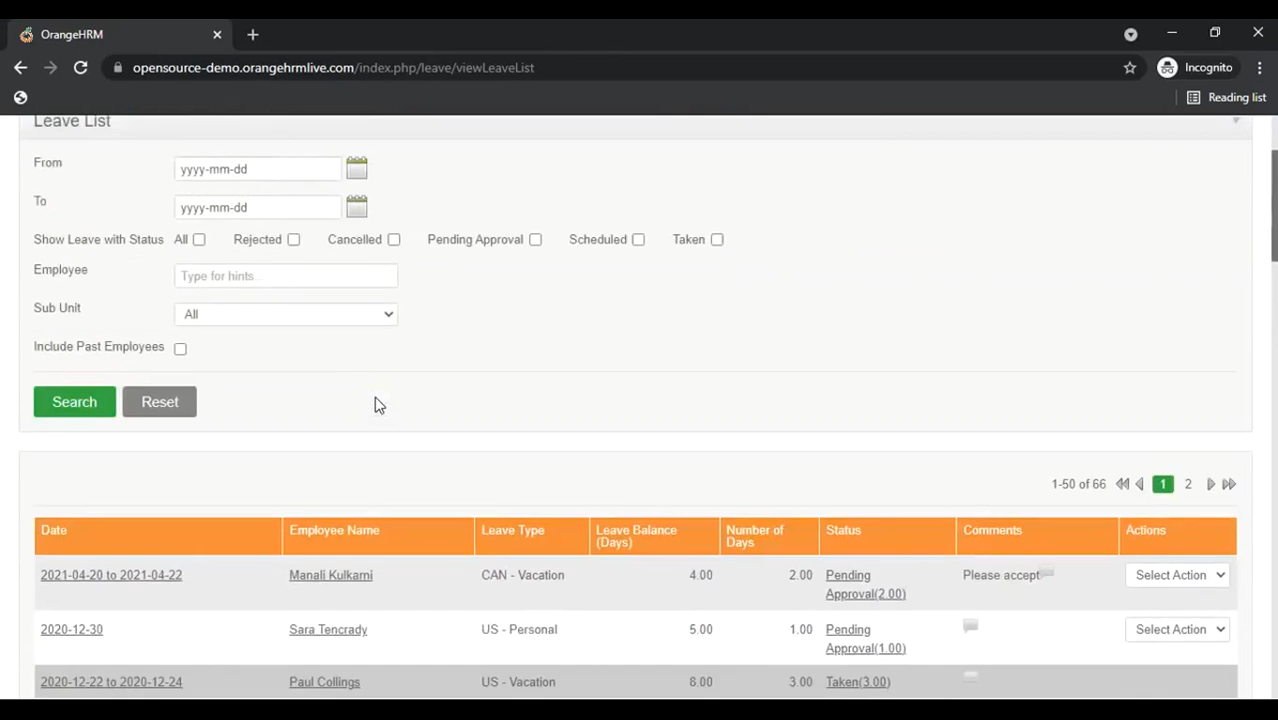 OrangeHRM
opensource-demo.orangehrmlive.com/index.php/leave/viewLeaveList
Incognito
Reading list
Leave List
From yyyy-mm-dd
To yyyy-mm-dd
Show Leave with Status All Rejected Cancelled Pending Approval Scheduled Taken
Employee Type for hints...
Sub Unit All
Include Past Employees
Search Reset
1-50 of 66 1 2
Date Employee Name Leave Type Leave Balance (Days) Number of Days Status Comments Actions
2021-04-20 to 2021-04-22 Manali Kulkarni CAN - Vacation 4.00 2.00 Pending Approval(2.00) Please accept Select Action
2020-12-30 Sara Tencrady US - Personal 5.00 1.00 Pending Approval(1.00) Select Action
2020-12-22 to 2020-12-24 Paul Collings US - Vacation 8.00 3.00 Taken(3.00)